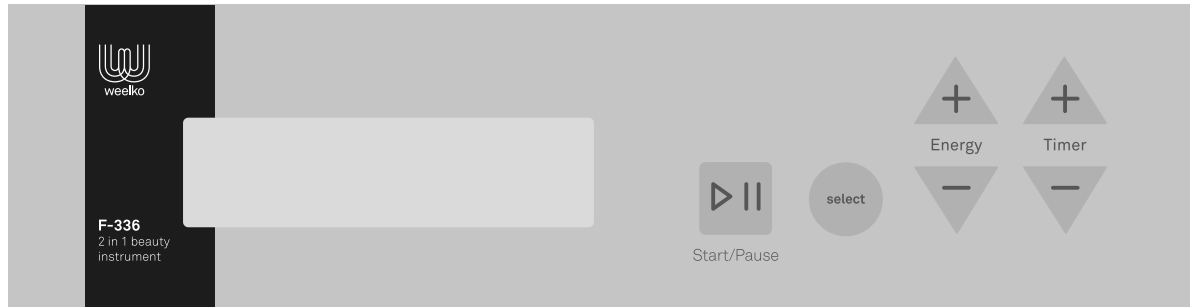 weelko
F-336
2 in 1 beauty
instrument
Start/Pause
select
Energy
Timer